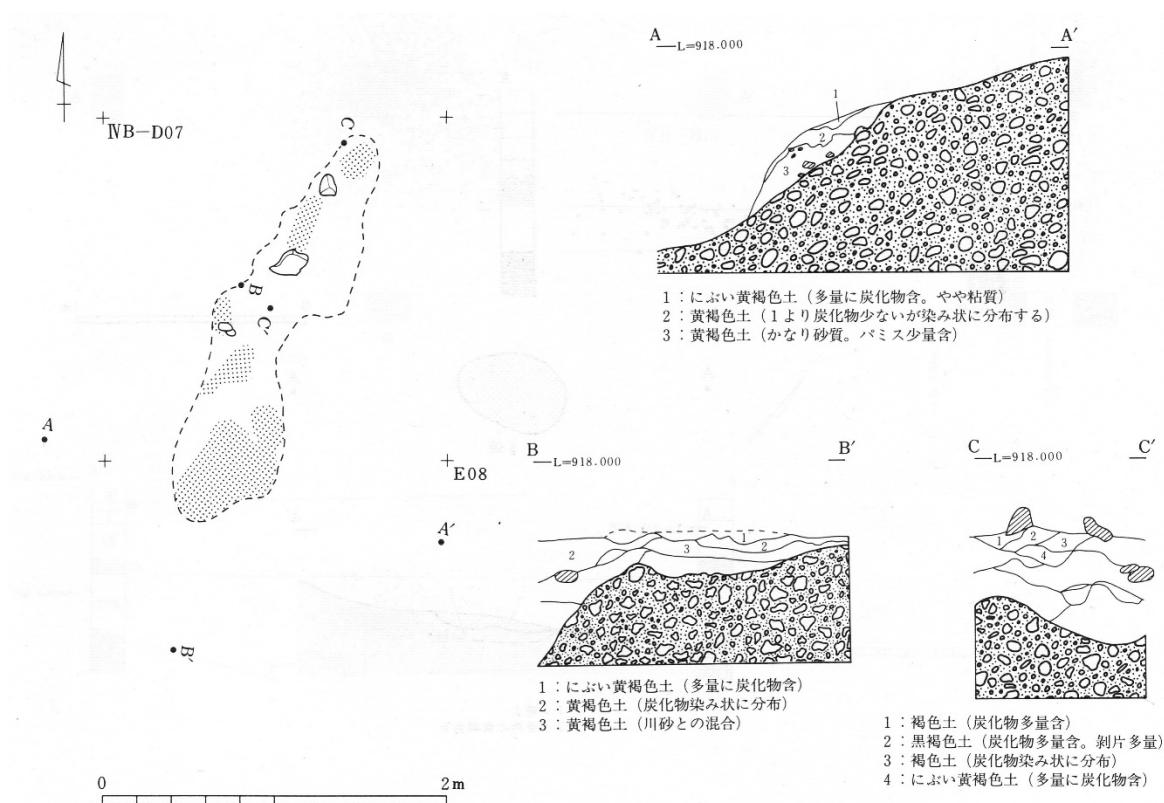 A A′
L=918.000
1
2
3
1：にぶい黄褐色土（多量に炭化物含。やや粘質）
2：黄褐色土（1より炭化物少ないが染み状に分布する）
3：黄褐色土（かなり砂質。パミス少量含）
ⅣB−D07
C
B
C′
A
E08
A′
B′
0 2m
B B′
L=918.000
1
2 3 2
1：にぶい黄褐色土（多量に炭化物含）
2：黄褐色土（炭化物染み状に分布）
3：黄褐色土（川砂との混合）
C C′
L=918.000
1 2 3
4
1：褐色土（炭化物多量含）
2：黒褐色土（炭化物多量含。剥片多量）
3：褐色土（炭化物染み状に分布）
4：にぶい黄褐色土（多量に炭化物含）